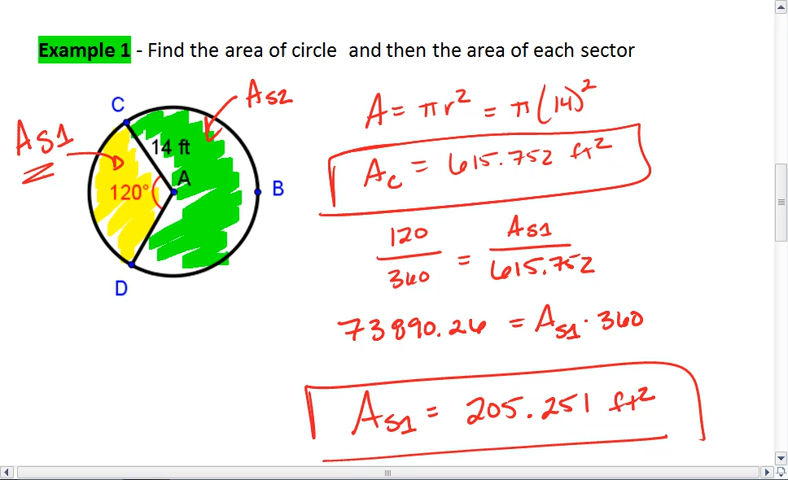 Example 1 - Find the area of circle and then the area of each sector
C
AS2
A = πr² = π(14)²
AS1
14 ft
AC = 615.752 ft²
A
120°
B
120/360 = AS1/615.752
D
73890.26 = AS1 · 360
AS1 = 205.251 ft²